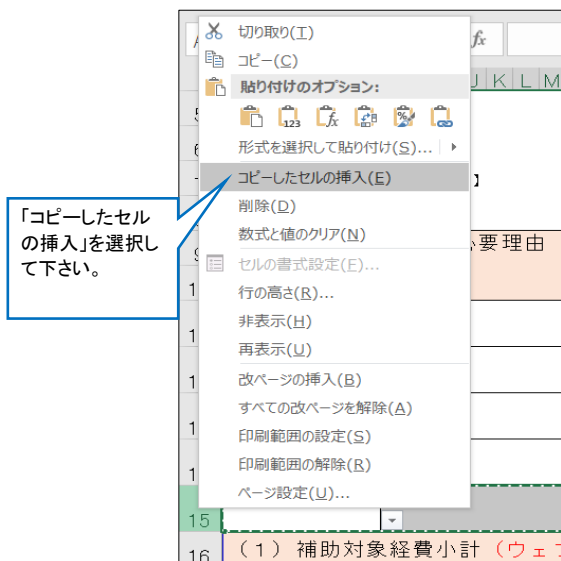 切り取り(T)
fx
コピー(C)
貼り付けのオプション:
J K L M
123
fx
形式を選択して貼り付け(S)...
コピーしたセルの挿入(E)
】
「コピーしたセル
の挿入」を選択し
て下さい。
削除(D)
数式と値のクリア(N)
要理由
9
セルの書式設定(F)...
行の高さ(R)...
1
非表示(H)
1
再表示(U)
改ページの挿入(B)
1
すべての改ページを解除(A)
1
印刷範囲の設定(S)
印刷範囲の解除(R)
1
ページ設定(U)...
15
16
(1)補助対象経費小計(ウェブ